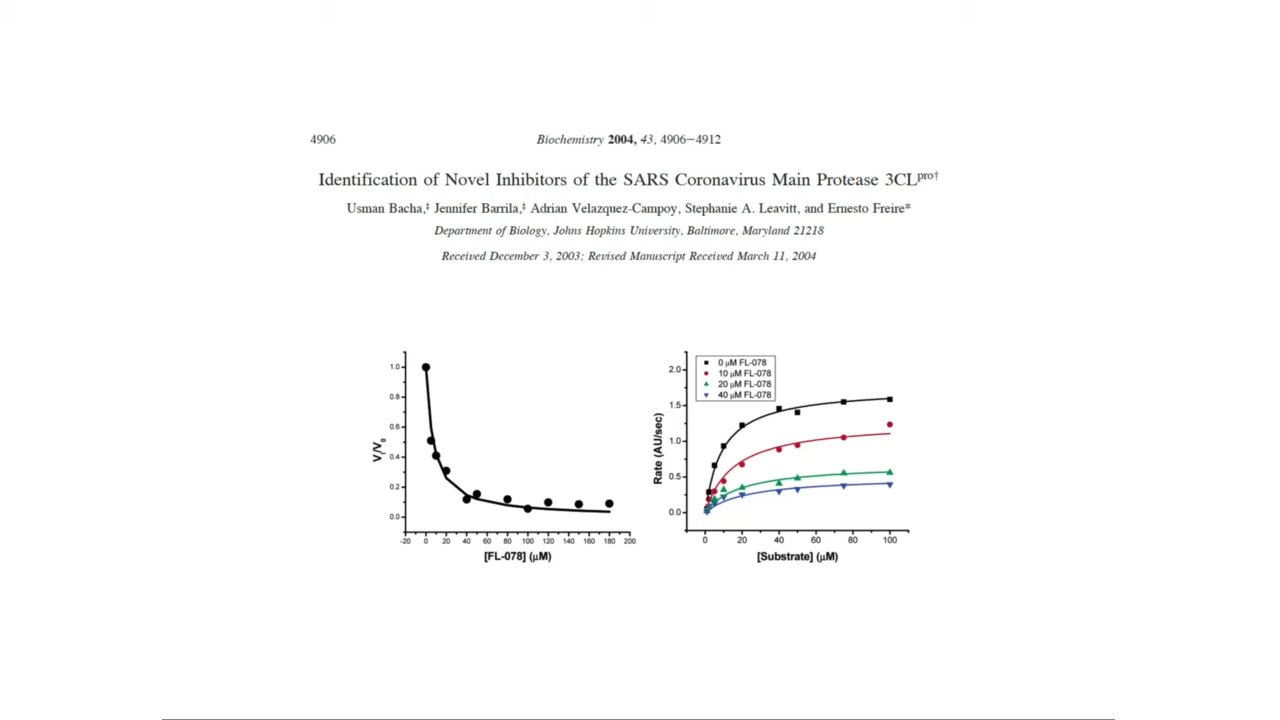 4906 Biochemistry 2004, 43, 4906−4912
Identification of Novel Inhibitors of the SARS Coronavirus Main Protease 3CLpro†
Usman Bacha,‡ Jennifer Barrila,‡ Adrian Velazquez-Campoy, Stephanie A. Leavitt, and Ernesto Freire*
Department of Biology, Johns Hopkins University, Baltimore, Maryland 21218
Received December 3, 2003; Revised Manuscript Received March 11, 2004
1.0
0.8
0.6
0.4
0.2
0.0
Vi/V0
-20 0 20 40 60 80 100 120 140 160 180 200
[FL-078] (μM)
0 μM FL-078
10 μM FL-078
20 μM FL-078
40 μM FL-078
2.0
1.5
1.0
0.5
0.0
Rate (AU/sec)
0 20 40 60 80 100
[Substrate] (μM)